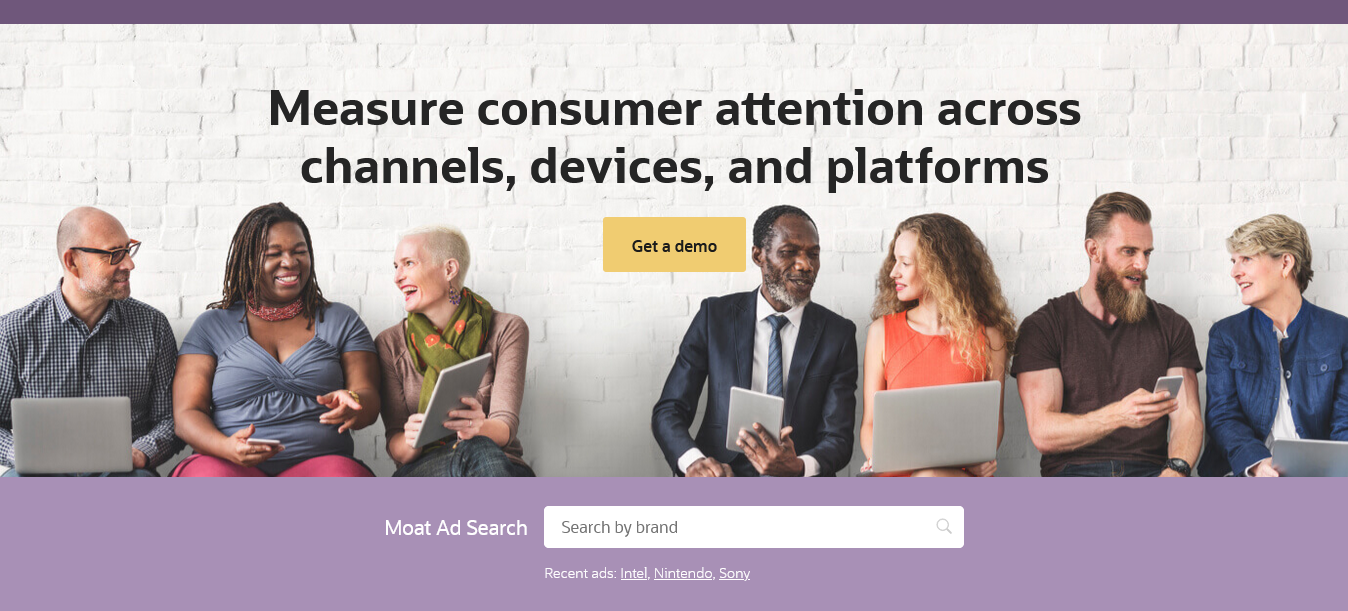 Measure consumer attention across
channels, devices, and platforms
Get a demo
Moat Ad Search
Search by brand
Recent ads: Intel, Nintendo, Sony